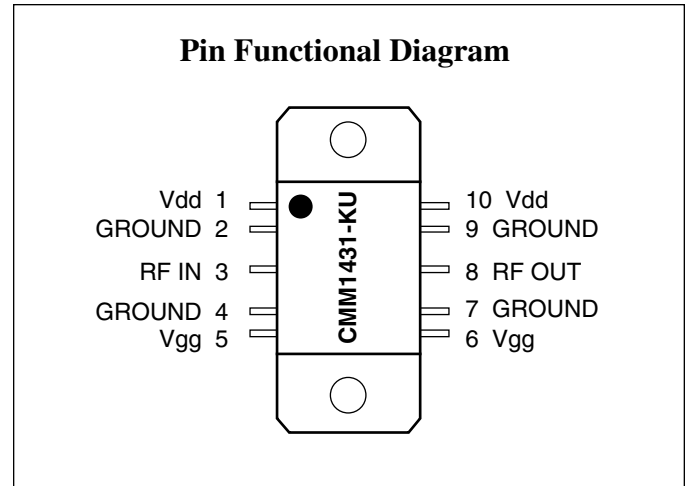 Pin Functional Diagram
Vdd 1
GROUND 2
RF IN 3
GROUND 4
Vgg 5
CMM1431-KU
10 Vdd
9 GROUND
8 RF OUT
7 GROUND
6 Vgg